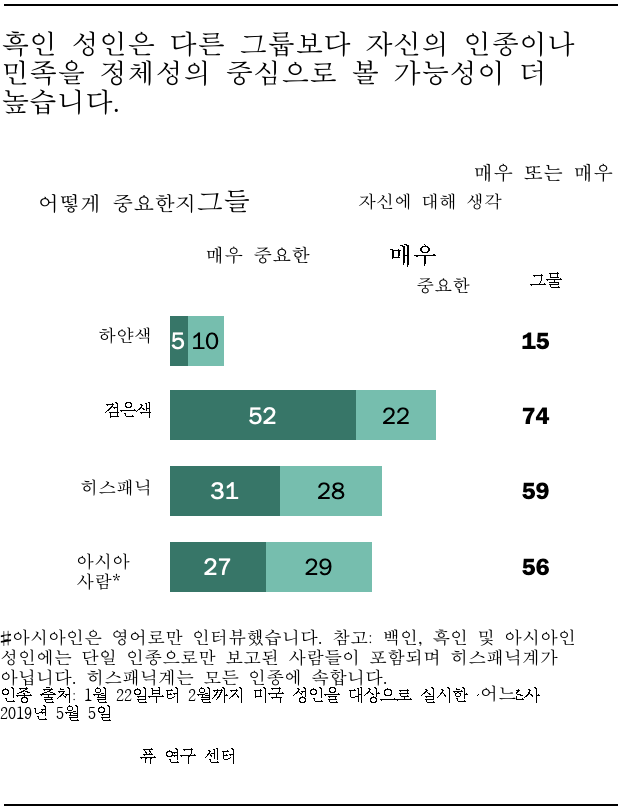 흑인 성인은 다른 그룹보다 자신의 인종이나
민족을 정체성의 중심으로 볼 가능성이 더
높습니다.
매우 또는 매우
어떻게 중요한지그들
자신에 대해 생각
매우 중요한
매우
중요한
그물
하얀색 5 10 15
검은색 52 22 74
히스패닉 31 28 59
아시아
사람* 27 29 56
#아시아인은 영어로만 인터뷰했습니다. 참고: 백인, 흑인 및 아시아인
성인에는 단일 인종으로만 보고된 사람들이 포함되며 히스패닉계가
아닙니다. 히스패닉계는 모든 인종에 속합니다.
인종 출처: 1월 22일부터 2월까지 미국 성인을 대상으로 실시한
2019년 5월 5일
퓨 연구 센터